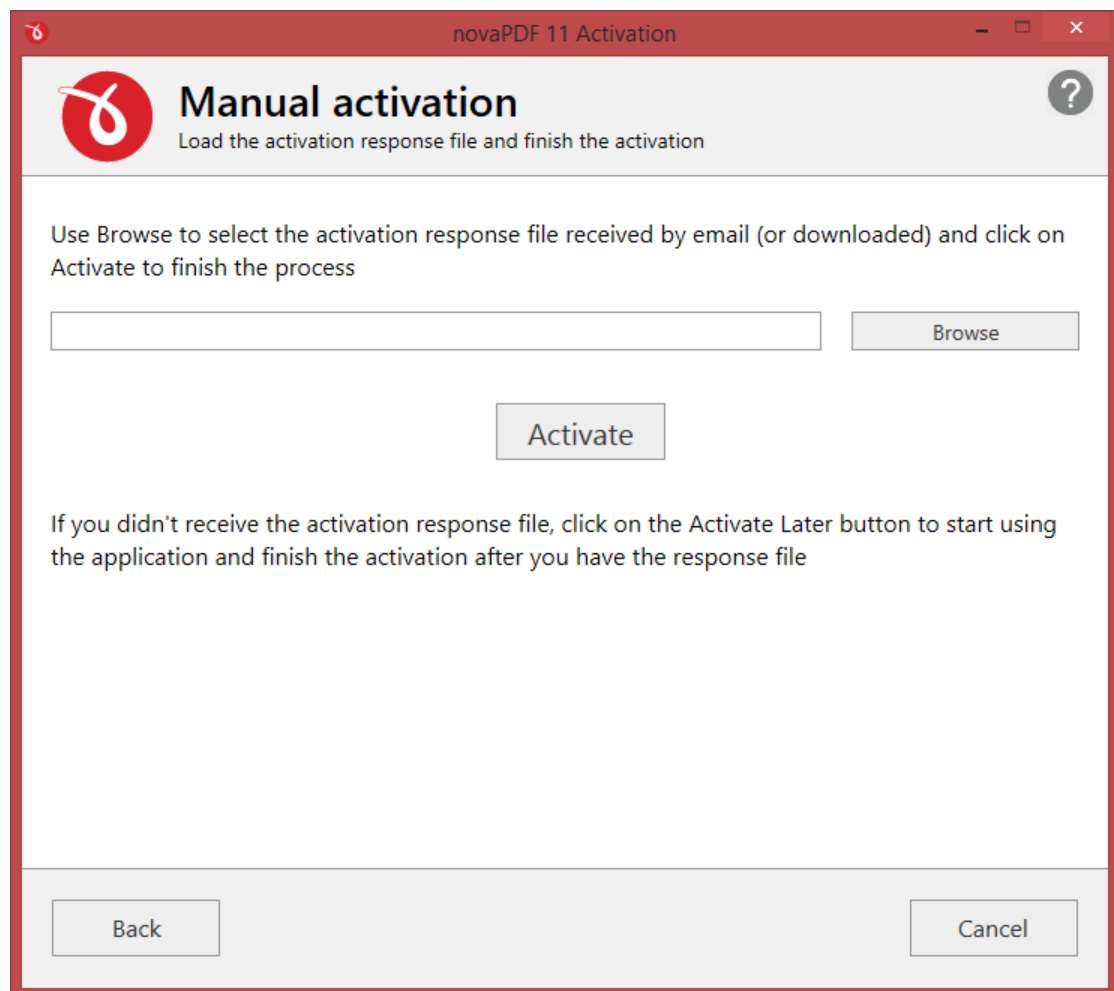 novaPDF 11 Activation
Manual activation
?
Load the activation response file and finish the activation
Use Browse to select the activation response file received by email (or downloaded) and click on
Activate to finish the process
Browse
Activate
If you didn't receive the activation response file, click on the Activate Later button to start using
the application and finish the activation after you have the response file
Back
Cancel